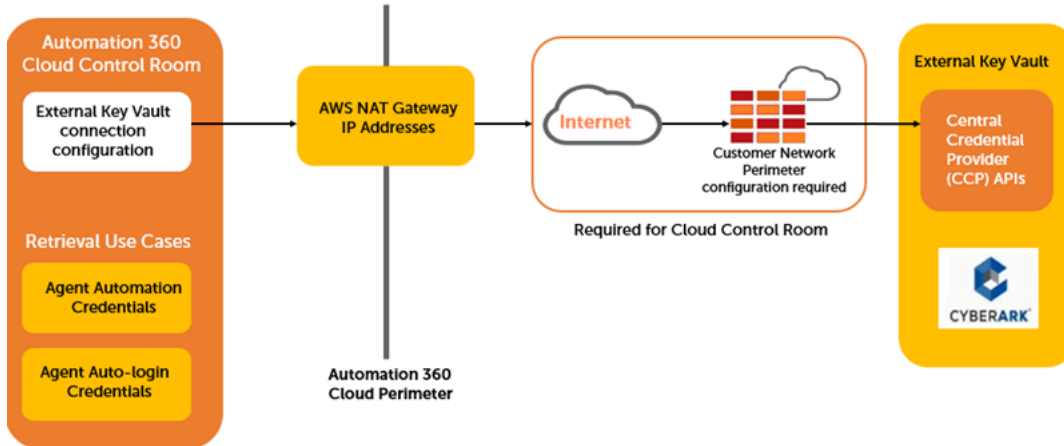 Automation 360
Cloud Control Room
External Key Vault
connection
configuration
Retrieval Use Cases
Agent Automation
Credentials
Agent Auto-login
Credentials
AWS NAT Gateway
IP Addresses
Automation 360
Cloud Perimeter
Internet
Customer Network
Perimeter
configuration required
Required for Cloud Control Room
External Key Vault
Central
Credential
Provider
(CCP) APIs
CYBERARK®